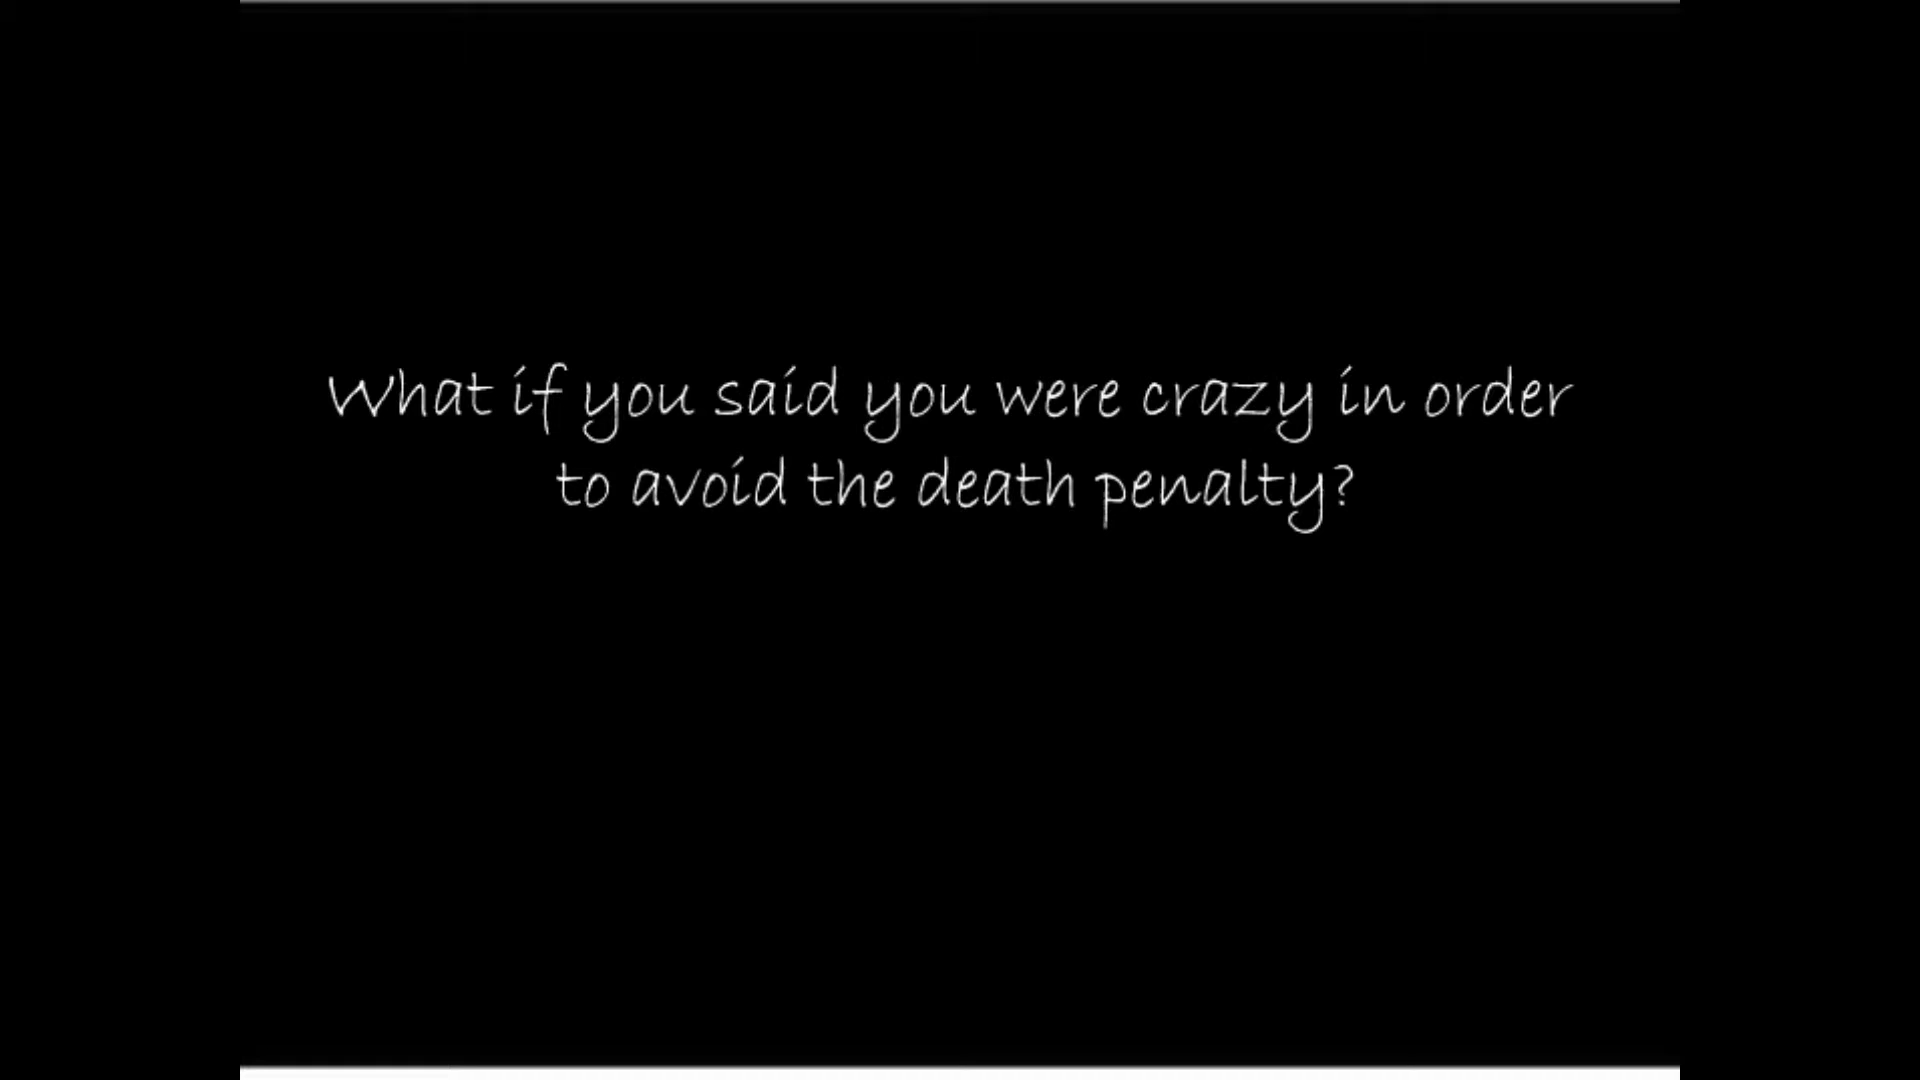 What if you said you were crazy in order
to avoid the death penalty?